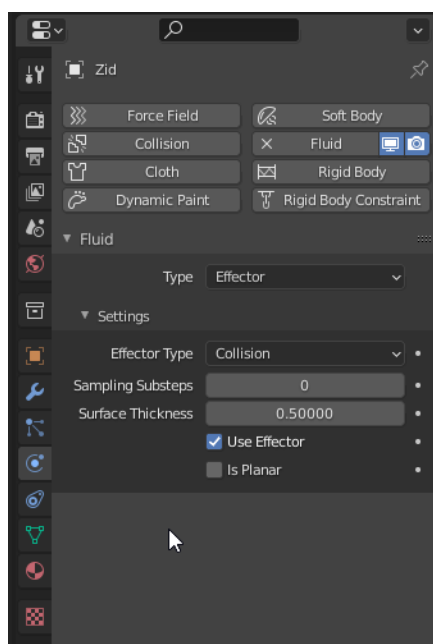 Zid
Force Field
Soft Body
Collision
Fluid
Cloth
Rigid Body
Dynamic Paint
Rigid Body Constraint
Fluid
Type
Effector
Settings
Effector Type
Collision
Sampling Substeps
0
Surface Thickness
0.50000
Use Effector
Is Planar